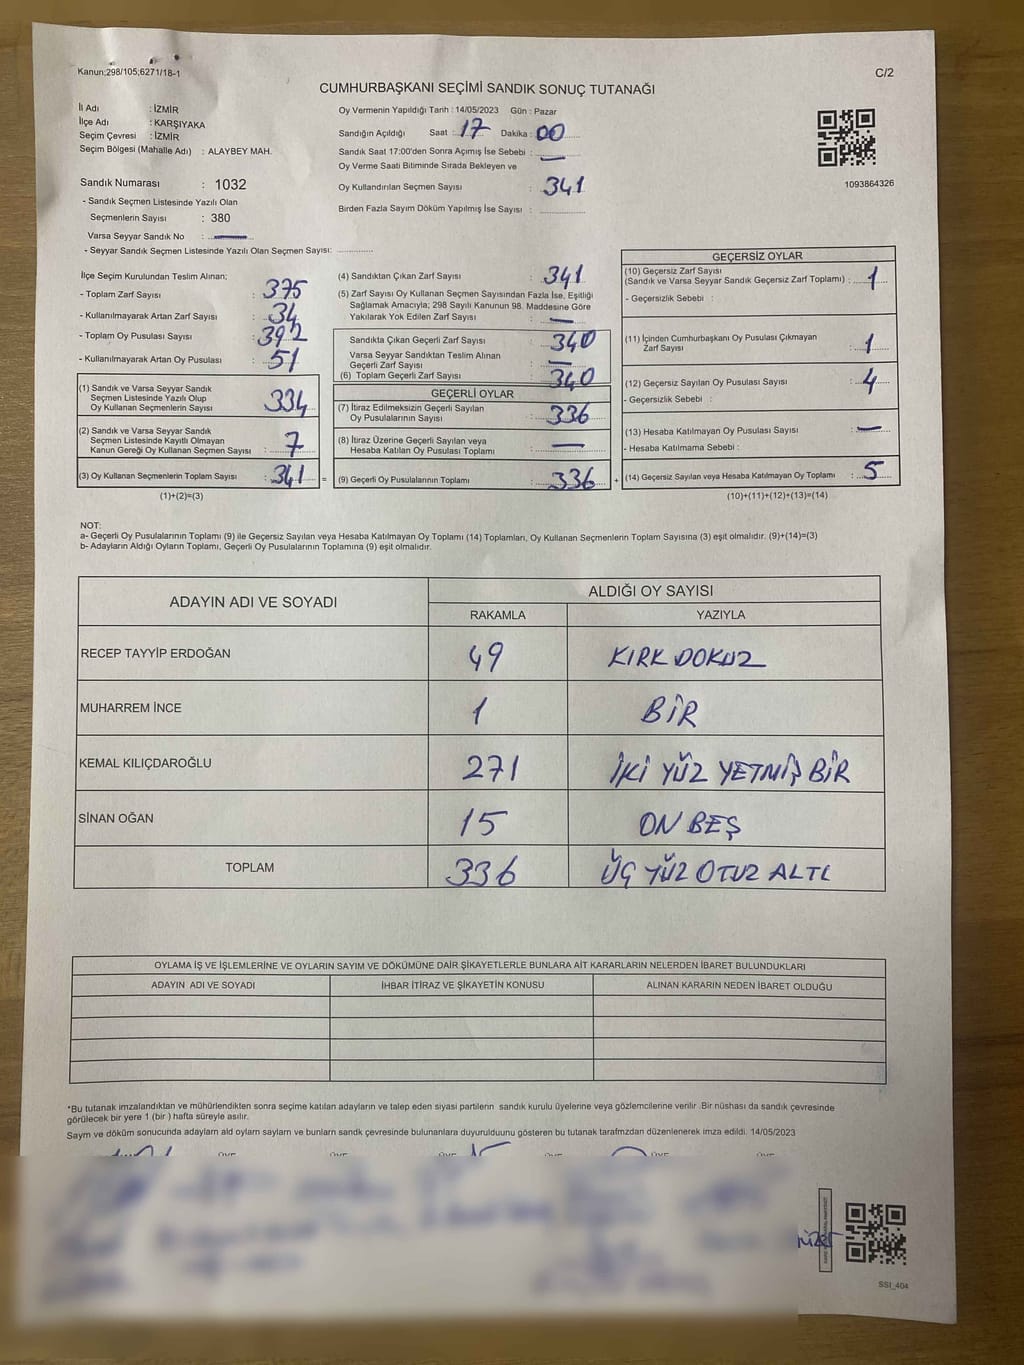 Kanun;298/105;6271/18-1
C/2
CUMHURBAŞKANI SEÇİMİ SANDIK SONUÇ TUTANAĞI
İl Adı : İZMİR
İlçe Adı : KARŞIYAKA
Seçim Çevresi : İZMİR
Seçim Bölgesi (Mahalle Adı) : ALAYBEY MAH.
Oy Vermenin Yapıldığı Tarih : 14/05/2023 Gün : Pazar
Sandığın Açıldığı Saat : 17 Dakika : 00
Sandık Saat 17:00'den Sonra Açımış İse Sebebi : —
Oy Verme Saati Bitiminde Sırada Bekleyen ve
Oy Kullandırılan Seçmen Sayısı : 341
Birden Fazla Sayım Döküm Yapılmış İse Sayısı :
1093864326
Sandık Numarası : 1032
- Sandık Seçmen Listesinde Yazılı Olan
Seçmenlerin Sayısı : 380
Varsa Seyyar Sandık No : —
- Seyyar Sandık Seçmen Listesinde Yazılı Olan Seçmen Sayısı:
İlçe Seçim Kurulundan Teslim Alınan;
- Toplam Zarf Sayısı : 375
- Kullanılmayarak Artan Zarf Sayısı : 34
- Toplam Oy Pusulası Sayısı : 392
- Kullanılmayarak Artan Oy Pusulası : 51
(1) Sandık ve Varsa Seyyar Sandık
Seçmen Listesinde Yazılı Olup
Oy Kullanan Seçmenlerin Sayısı : 334
(2) Sandık ve Varsa Seyyar Sandık
Seçmen Listesinde Kayıtlı Olmayan
Kanun Gereği Oy Kullanan Seçmen Sayısı : 7
(3) Oy Kullanan Seçmenlerin Toplam Sayısı : 341
(1)+(2)=(3)
(4) Sandıktan Çıkan Zarf Sayısı : 341
(5) Zarf Sayısı Oy Kullanan Seçmen Sayısından Fazla İse, Eşitliği
Sağlamak Amacıyla; 298 Sayılı Kanunun 98. Maddesine Göre
Yakılarak Yok Edilen Zarf Sayısı : —
Sandıkta Çıkan Geçerli Zarf Sayısı : 340
Varsa Seyyar Sandıktan Teslim Alınan
Geçerli Zarf Sayısı : —
(6) Toplam Geçerli Zarf Sayısı : 340
GEÇERLİ OYLAR
(7) İtiraz Edilmeksizin Geçerli Sayılan
Oy Pusulalarının Sayısı : 336
(8) İtiraz Üzerine Geçerli Sayılan veya
Hesaba Katılan Oy Pusulası Toplamı : —
= (9) Geçerli Oy Pusulalarının Toplamı : 336 +
GEÇERSİZ OYLAR
(10) Geçersiz Zarf Sayısı
(Sandık ve Varsa Seyyar Sandık Geçersiz Zarf Toplamı) : 1
- Geçersizlik Sebebi :
(11) İçinden Cumhurbaşkanı Oy Pusulası Çıkmayan
Zarf Sayısı : 1
(12) Geçersiz Sayılan Oy Pusulası Sayısı : 4
- Geçersizlik Sebebi :
(13) Hesaba Katılmayan Oy Pusulası Sayısı : —
- Hesaba Katılmama Sebebi :
(14) Geçersiz Sayılan veya Hesaba Katılmayan Oy Toplamı : 5
(10)+(11)+(12)+(13)=(14)
NOT:
a- Geçerli Oy Pusulalarının Toplamı (9) ile Geçersiz Sayılan veya Hesaba Katılmayan Oy Toplamı (14) Toplamları, Oy Kullanan Seçmenlerin Toplam Sayısına (3) eşit olmalıdır. (9)+(14)=(3)
b- Adayların Aldığı Oyların Toplamı, Geçerli Oy Pusulalarının Toplamına (9) eşit olmalıdır.
ADAYIN ADI VE SOYADI
ALDIĞI OY SAYISI
RAKAMLA YAZIYLA
RECEP TAYYİP ERDOĞAN 49 KIRK DOKUZ
MUHARREM İNCE 1 BİR
KEMAL KILIÇDAROĞLU 271 İKİ YÜZ YETMİŞ BİR
SİNAN OĞAN 15 ON BEŞ
TOPLAM 336 ÜÇ YÜZ OTUZ ALTI
OYLAMA İŞ VE İŞLEMLERİNE VE OYLARIN SAYIM VE DÖKÜMÜNE DAİR ŞİKAYETLERLE BUNLARA AİT KARARLARIN NELERDEN İBARET BULUNDUKLARI
ADAYIN ADI VE SOYADI İHBAR İTİRAZ VE ŞİKAYETİN KONUSU ALINAN KARARIN NEDEN İBARET OLDUĞU
*Bu tutanak imzalandıktan ve mühürlendikten sonra seçime katılan adayların ve talep eden siyasi partilerin sandık kurulu üyelerine veya gözlemcilerine verilir .Bir nüshası da sandık çevresinde
görülecek bir yere 1 (bir ) hafta süreyle asılır.
Saym ve döküm sonucunda adaylarn ald oylarn saylarn ve bunlarn sandk çevresinde bulunanlara duyurulduunu gösteren bu tutanak tarafmzdan düzenlenerek imza edildi. 14/05/2023
SSI_404